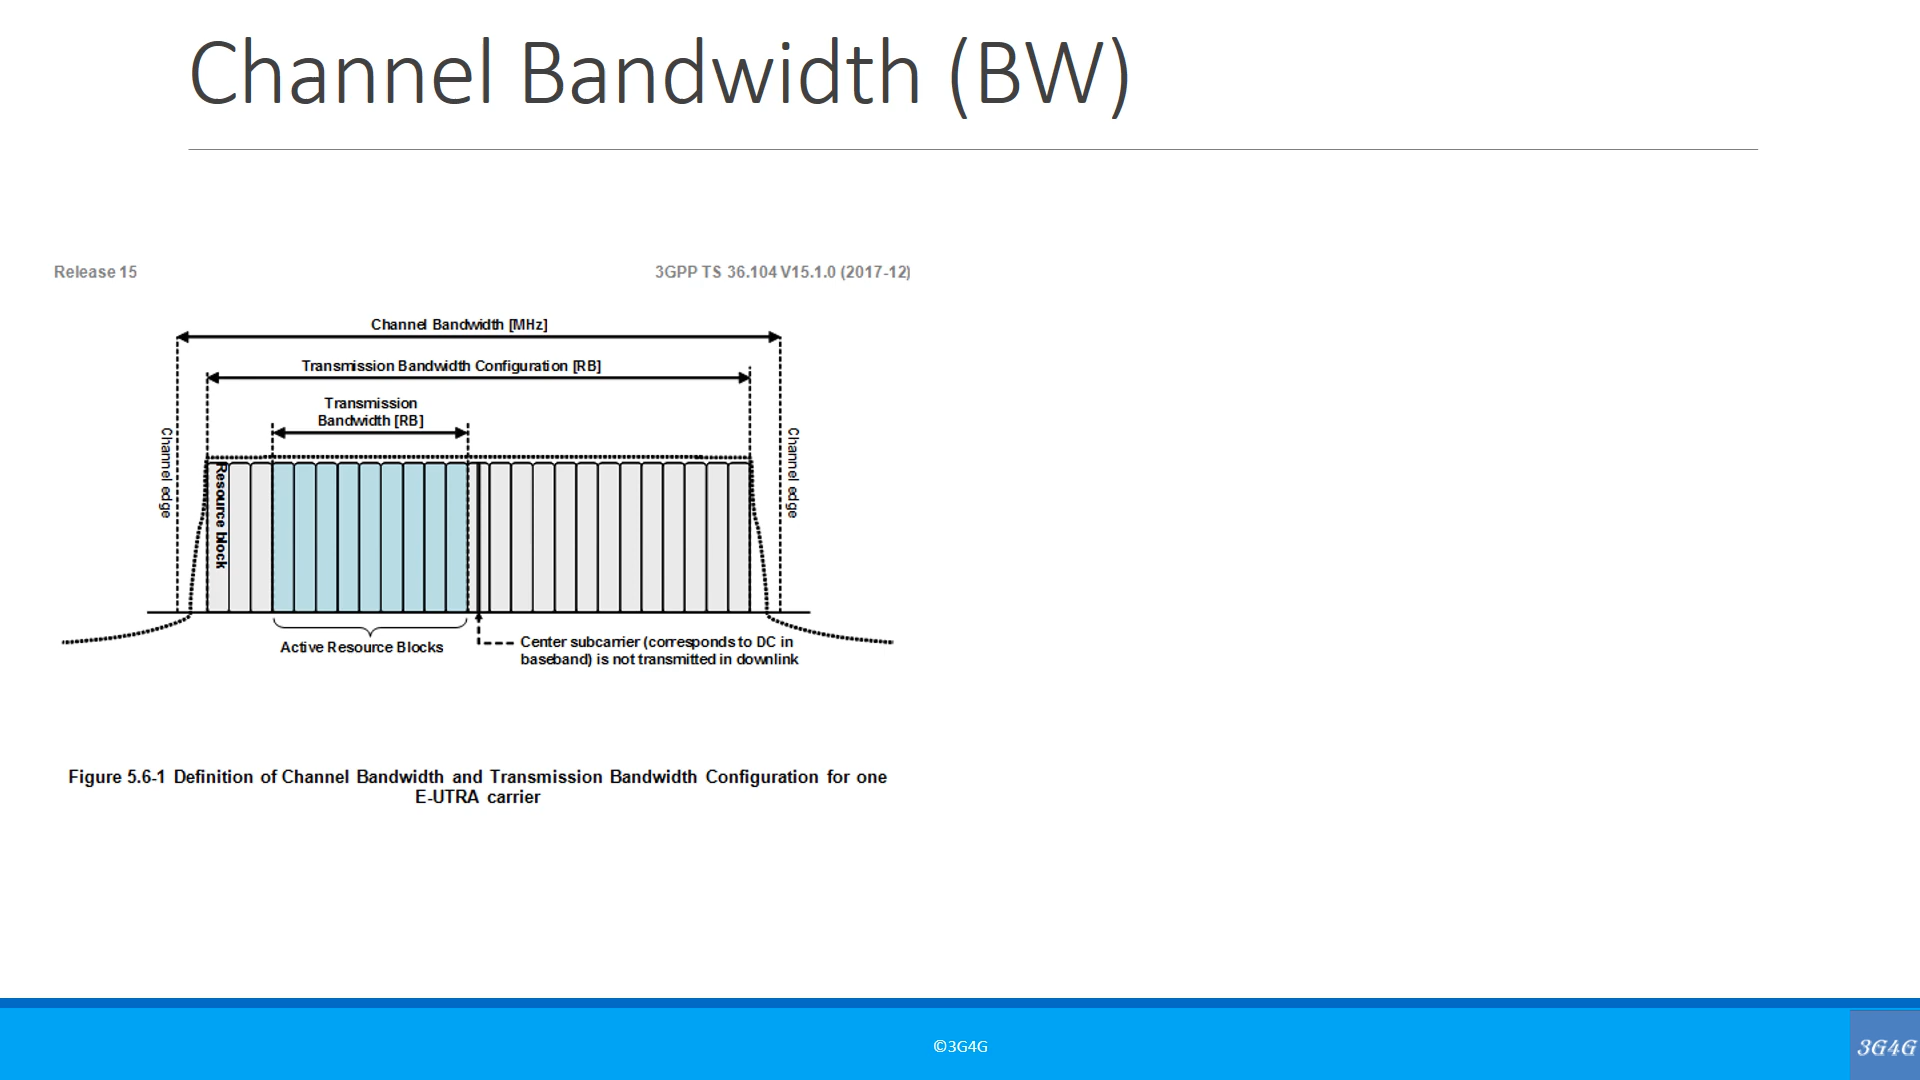 Channel Bandwidth (BW)
Release 15
3GPP TS 36.104 V15.1.0 (2017-12)
Channel Bandwidth [MHz]
Transmission Bandwidth Configuration [RB]
Transmission
Bandwidth [RB]
Channel edge
Resource block
Channel edge
Active Resource Blocks
Center subcarrier (corresponds to DC in
baseband) is not transmitted in downlink
Figure 5.6-1 Definition of Channel Bandwidth and Transmission Bandwidth Configuration for one
E-UTRA carrier
©3G4G
3G4G